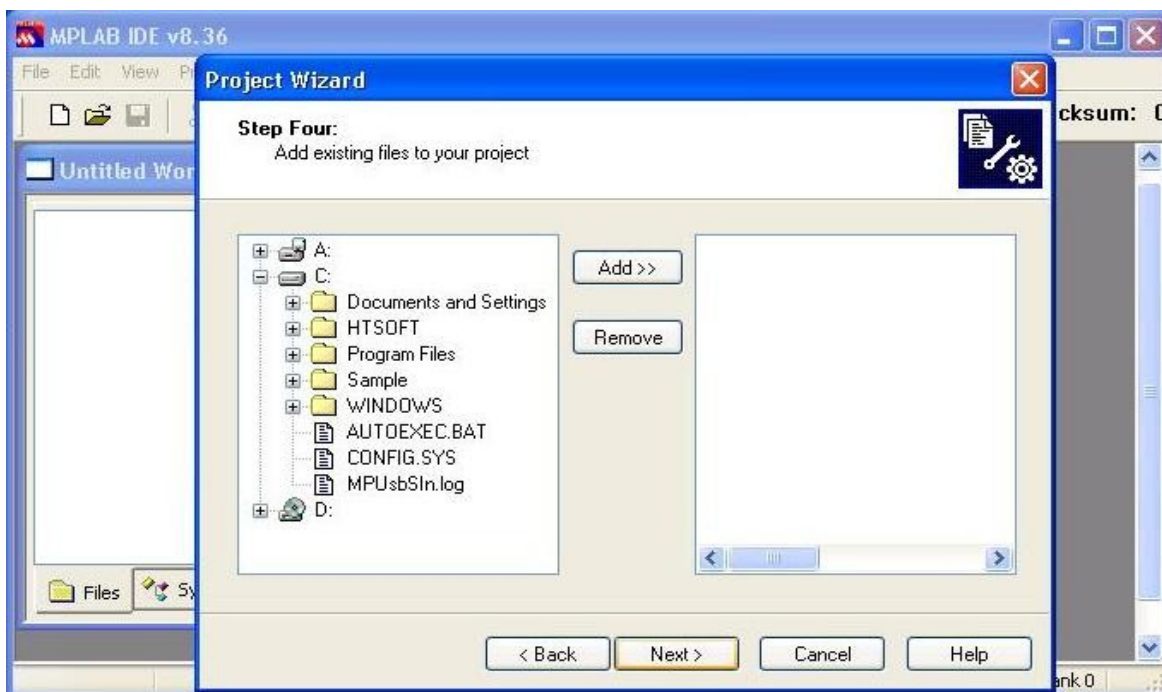 MPLAB IDE v8.36
File Edit View
Project Wizard
cksum:
Step Four:
Add existing files to your project
Untitled Wor
A:
C:
Documents and Settings
HTSOFT
Program Files
Sample
WINDOWS
AUTOEXEC.BAT
CONFIG.SYS
MPUsbSIn.log
D:
Add >>
Remove
Files
Sy
< Back
Next >
Cancel
Help
ank 0